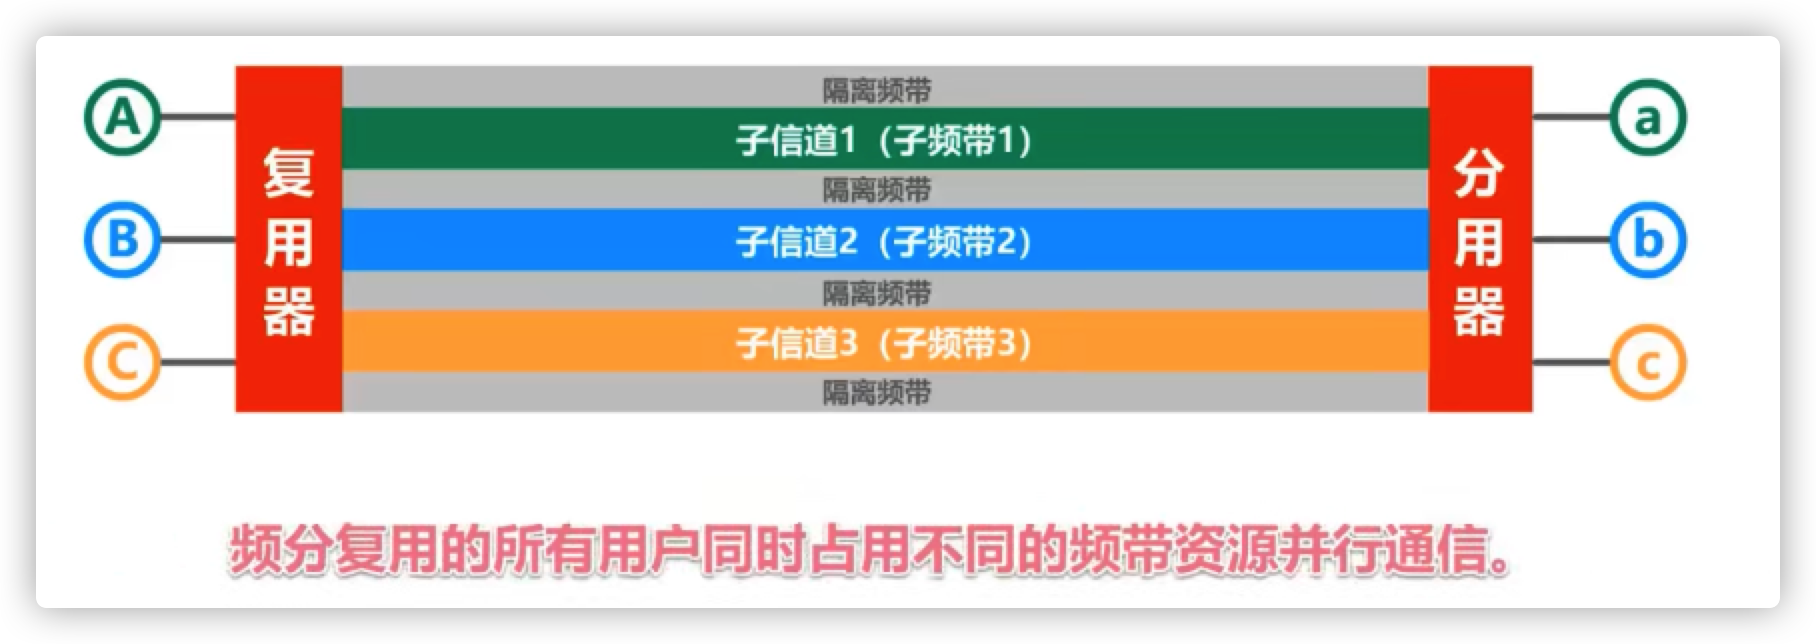 A
B
C
复用器
隔离频带
子信道1（子频带1）
隔离频带
子信道2（子频带2）
隔离频带
子信道3（子频带3）
隔离频带
分用器
a
b
c
频分复用的所有用户同时占用不同的频带资源并行通信。